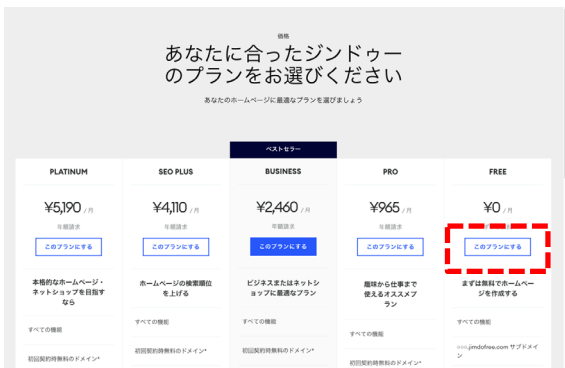 価格
あなたに合ったジンドゥー
のプランをお選びください
あなたのホームページに最適なプランを選びましょう
ベストセラー
PLATINUM
SEO PLUS
BUSINESS
PRO
FREE
¥5,190 / 月
¥4,110 / 月
¥2,460 / 月
¥965 / 月
¥0 / 月
年額請求
年額請求
年額請求
年額請求
このプランにする
このプランにする
このプランにする
このプランにする
このプランにする
本格的なホームページ・
ネットショップを目指す
なら
ホームページの検索順位
を上げる
ビジネスまたはネットシ
ョップに最適なプラン
趣味から仕事まで
使えるオススメプ
ラン
まずは無料でホームペー
ジを作成する
すべての機能
すべての機能
すべての機能
すべての機能
すべての機能
初回契約時無料のドメイン*
初回契約時無料のドメイン*
初回契約時無料のドメイン*
初回契約時無料のドメイン*
.jimdofree.com サブドメイ
ン